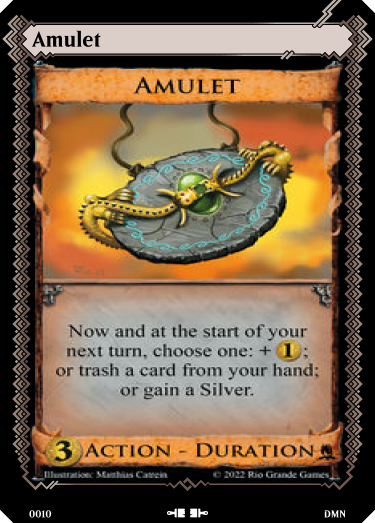 Amulet
AMULET
Now and at the start of your
next turn, choose one: + 1 ;
or trash a card from your hand;
or gain a Silver.
3 ACTION - DURATION
Illustration: Matthias Catrein © 2022 Rio Grande Games
0010 DMN